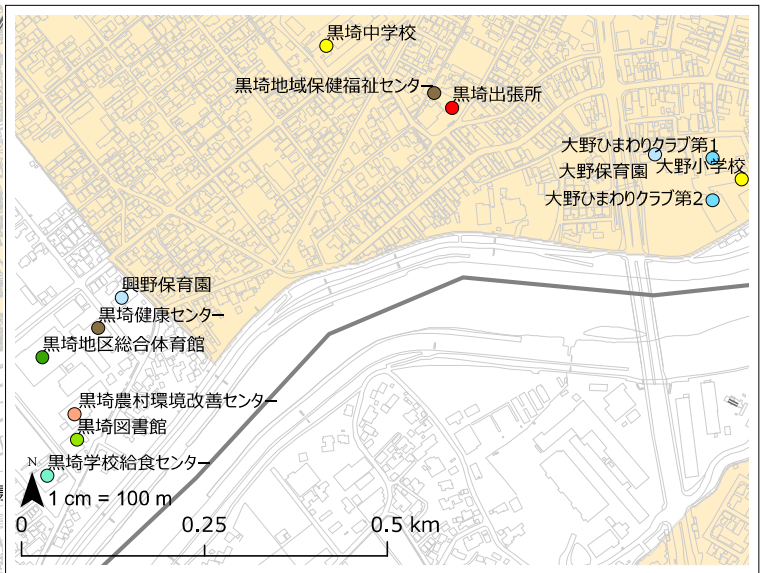 黒埼中学校
黒埼地域保健福祉センター
黒埼出張所
大野ひまわりクラブ第1
大野保育園
大野小学校
大野ひまわりクラブ第2
興野保育園
黒埼健康センター
黒埼地区総合体育館
黒埼農村環境改善センター
黒埼図書館
黒埼学校給食センター
N
1 cm = 100 m
0
0.25
0.5 km